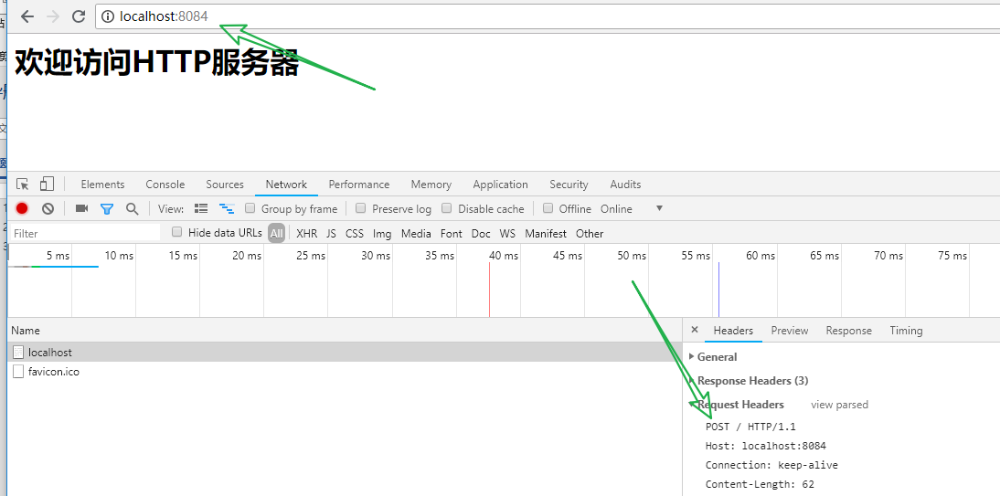 localhost:8084
欢迎访问HTTP服务器
Elements Console Sources Network Performance Memory Application Security Audits
View: Group by frame Preserve log Disable cache Offline Online
Filter Hide data URLs All XHR JS CSS Img Media Font Doc WS Manifest Other
5 ms 10 ms 15 ms 20 ms 25 ms 30 ms 35 ms 40 ms 45 ms 50 ms 55 ms 60 ms 65 ms 70 ms 75 ms
Name
localhost
favicon.ico
× Headers Preview Response Timing
General
Response Headers (3)
Request Headers view parsed
POST / HTTP/1.1
Host: localhost:8084
Connection: keep-alive
Content-Length: 62